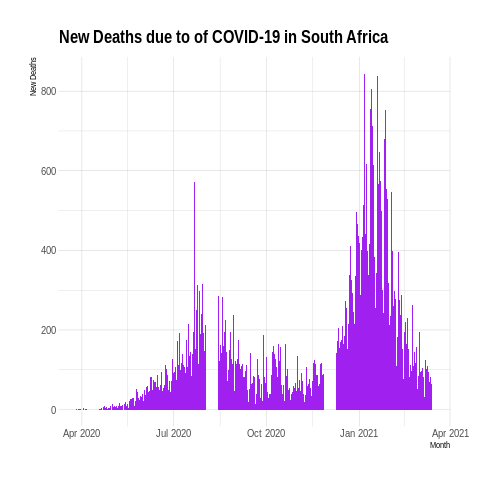 New Deaths due to of COVID-19 in South Africa
New Deaths
800
600
400
200
0
Apr 2020 Jul 2020 Oct 2020 Jan 2021 Apr 2021
Month